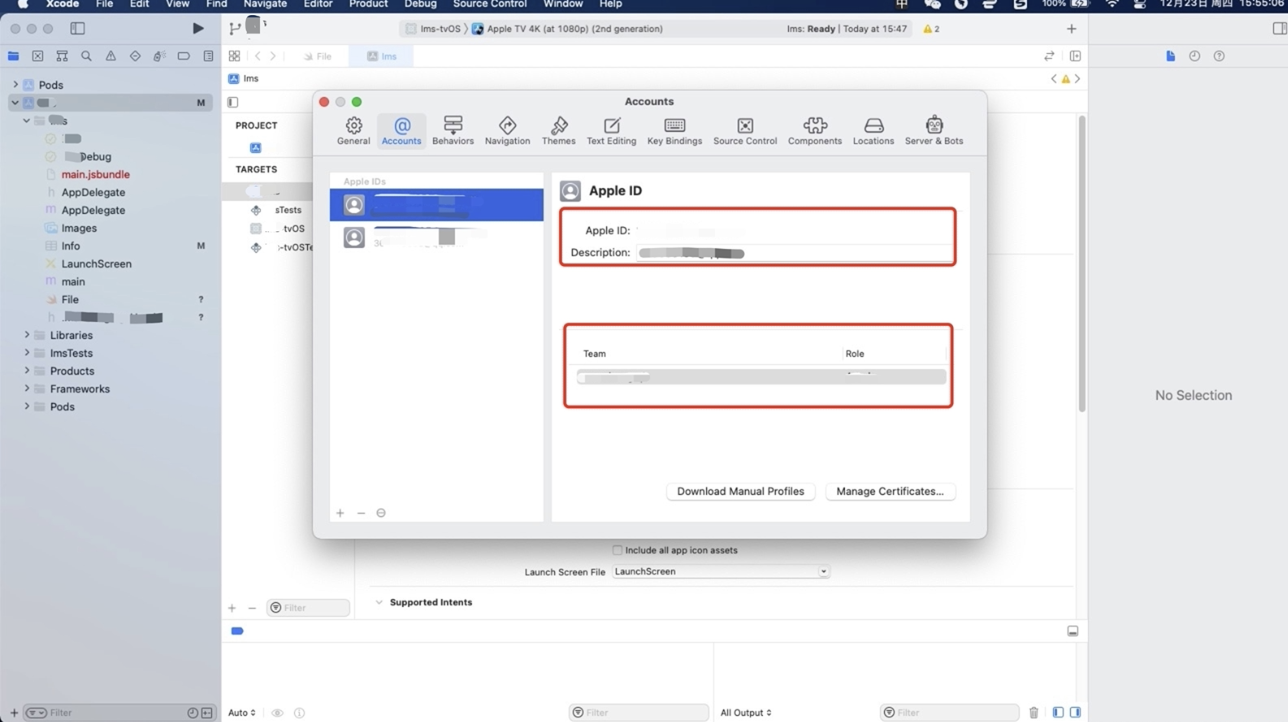 Xcode File Edit View Find Navigate Editor Product Debug Source Control Window Help 100% 12月23日 周四 15:55:06
lms-tvOS 〉 Apple TV 4K (at 1080p) (2nd generation) lms: Ready | Today at 15:47 2
File lms
Pods
lms
M
Accounts
PROJECT
General Accounts Behaviors Navigation Themes Text Editing Key Bindings Source Control Components Locations Server & Bots
Debug
TARGETS
main.jsbundle
Apple IDs
AppDelegate
Apple ID
AppDelegate
sTests
Images
-tvOS
Apple ID:
Info M
-tvOSTe
Description:
LaunchScreen
main
File ?
?
Libraries
lmsTests
Team Role
Products
Frameworks
Pods
No Selection
Download Manual Profiles Manage Certificates...
Include all app icon assets
Launch Screen File LaunchScreen
Supported Intents
Filter
Filter Auto Filter All Output Filter